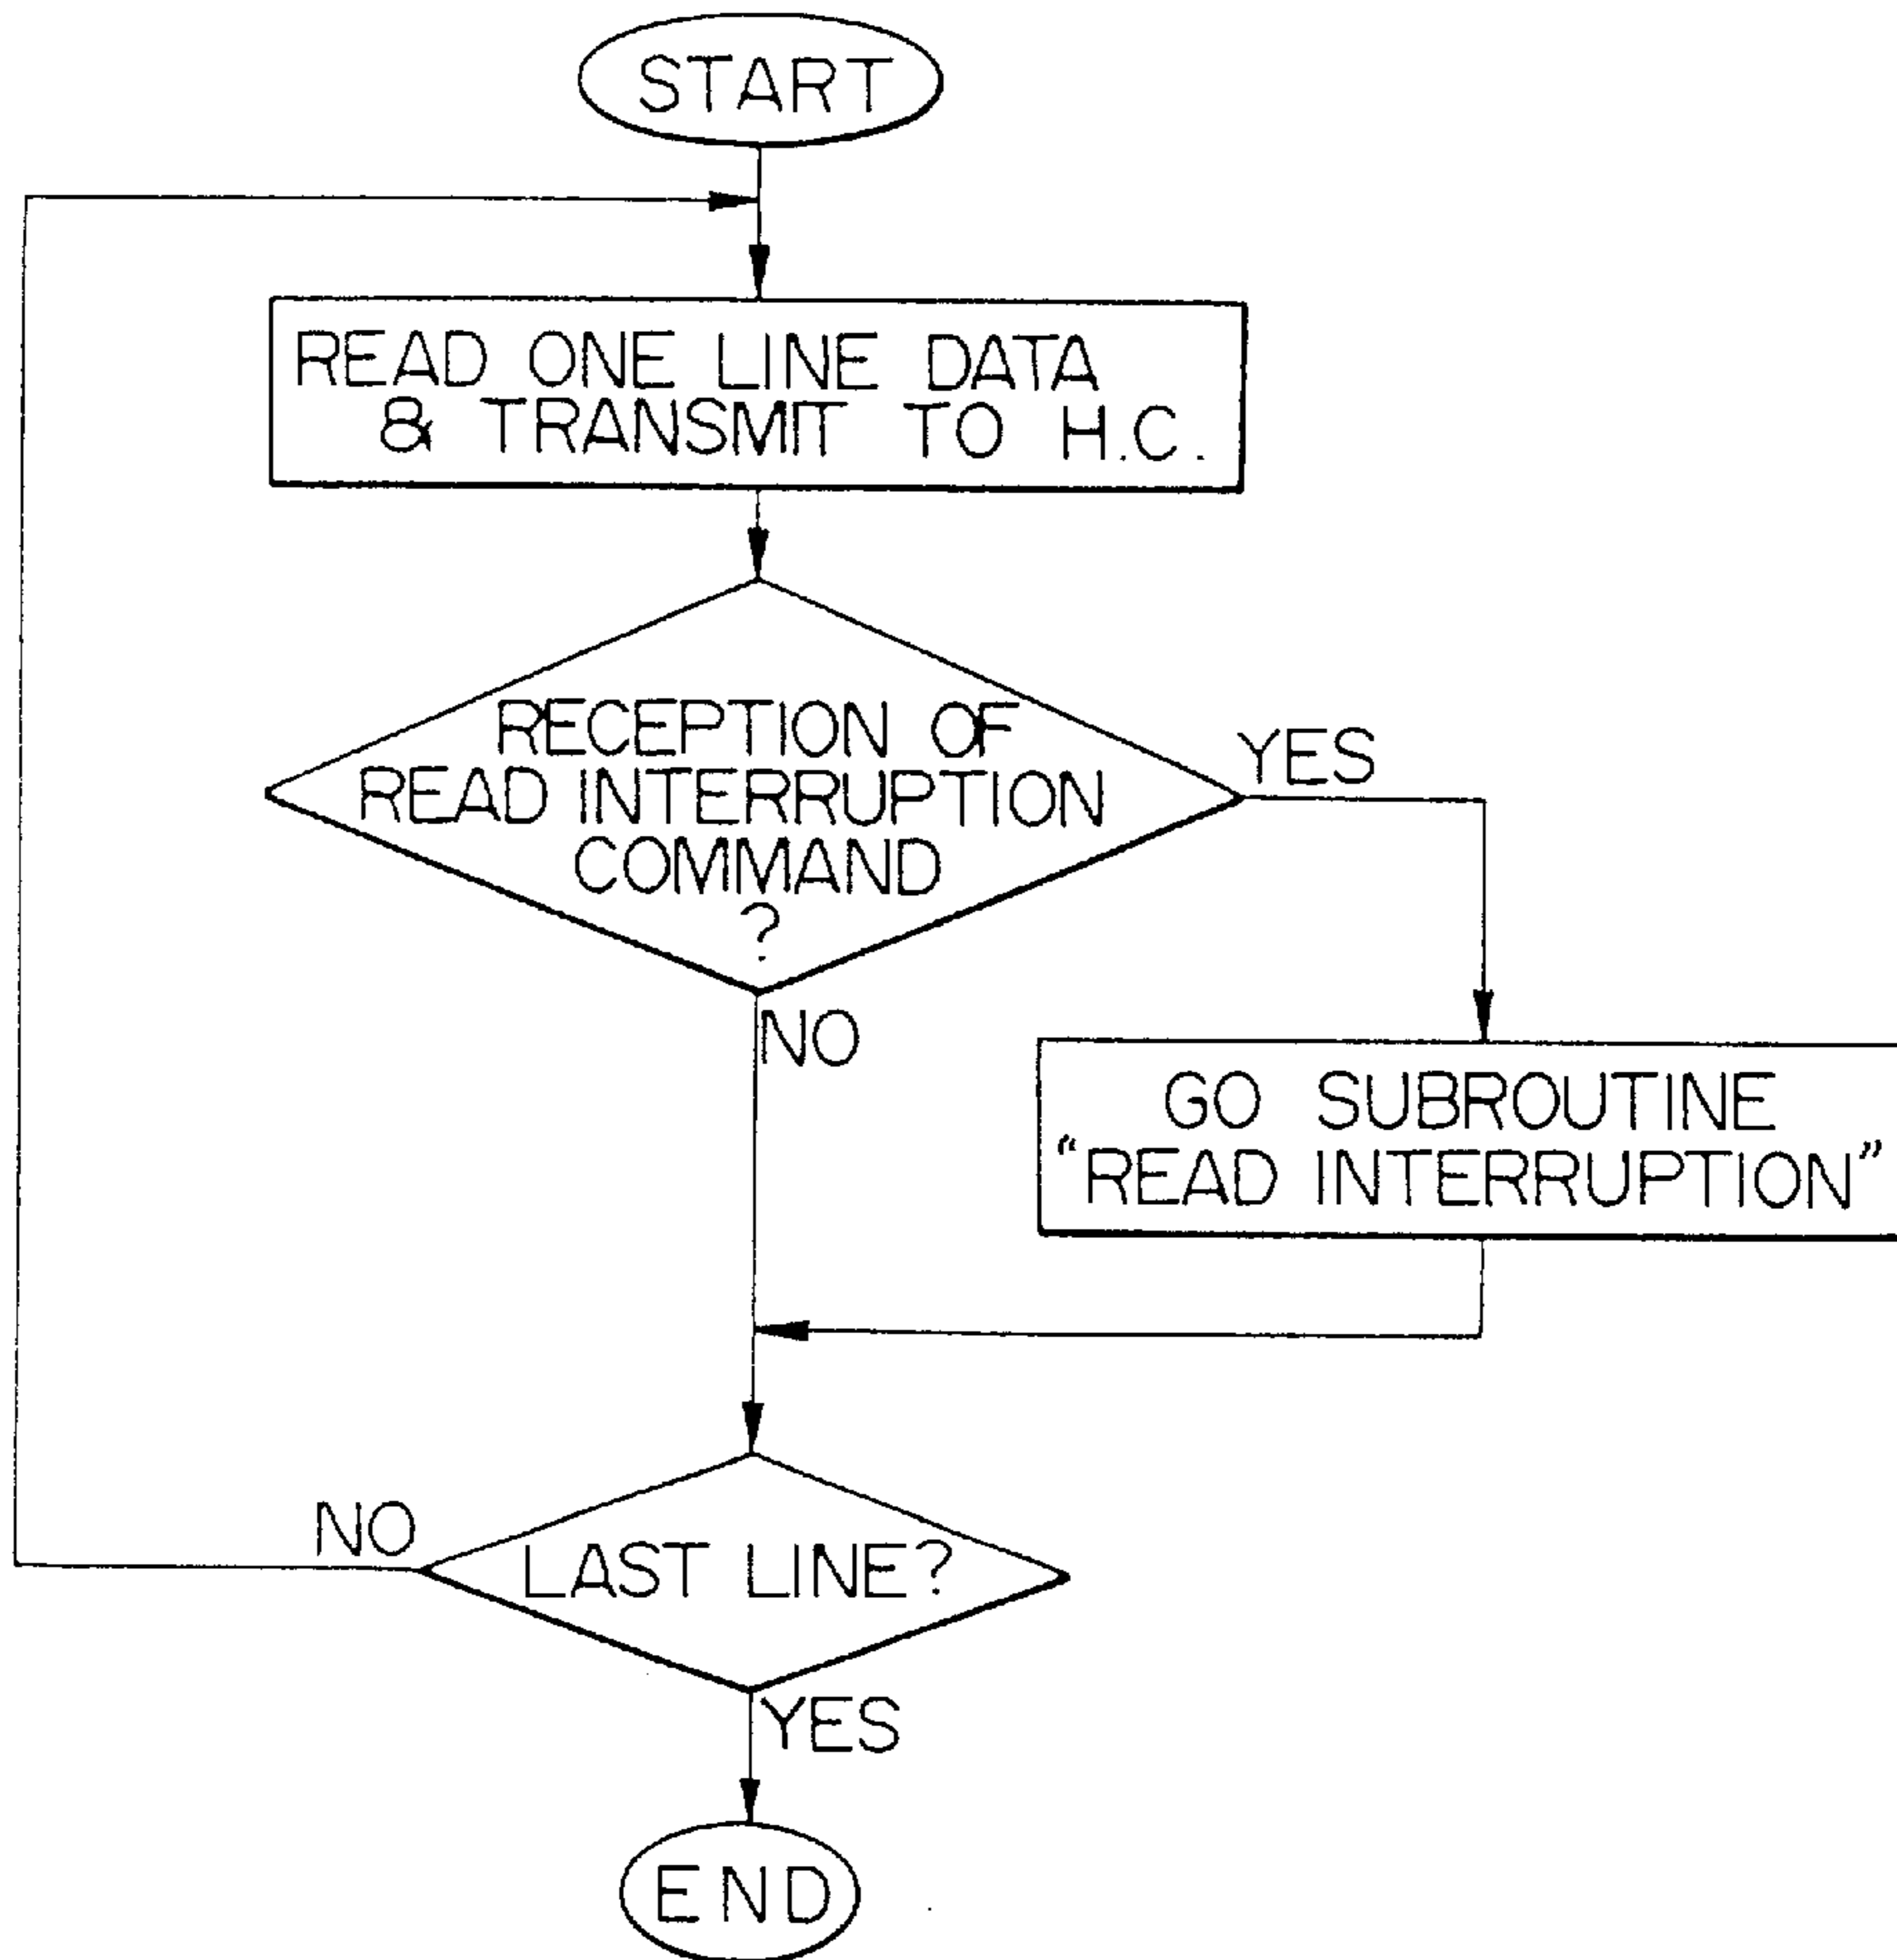 START
READ ONE LINE DATA
& TRANSMIT TO H.C.
RECEPTION OF
READ INTERRUPTION
COMMAND
?
YES
NO
GO SUBROUTINE
“READ INTERRUPTION”
NO
LAST LINE?
YES
END